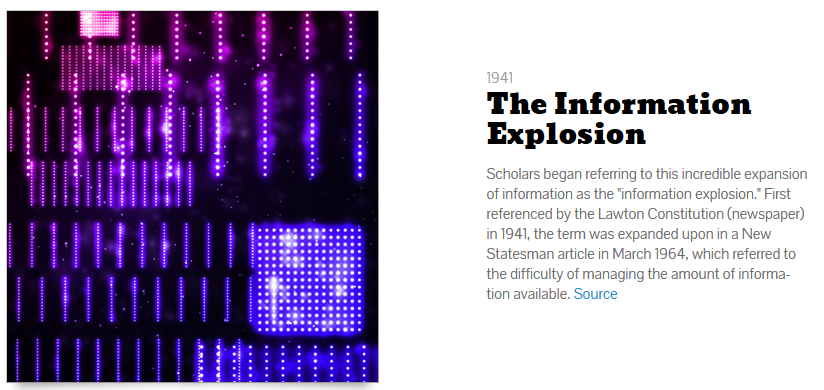 1941
The Information
Explosion
Scholars began referring to this incredible expansion
of information as the "information explosion." First
referenced by the Lawton Constitution (newspaper)
in 1941, the term was expanded upon in a New
Statesman article in March 1964, which referred to
the difficulty of managing the amount of informa-
tion available. Source